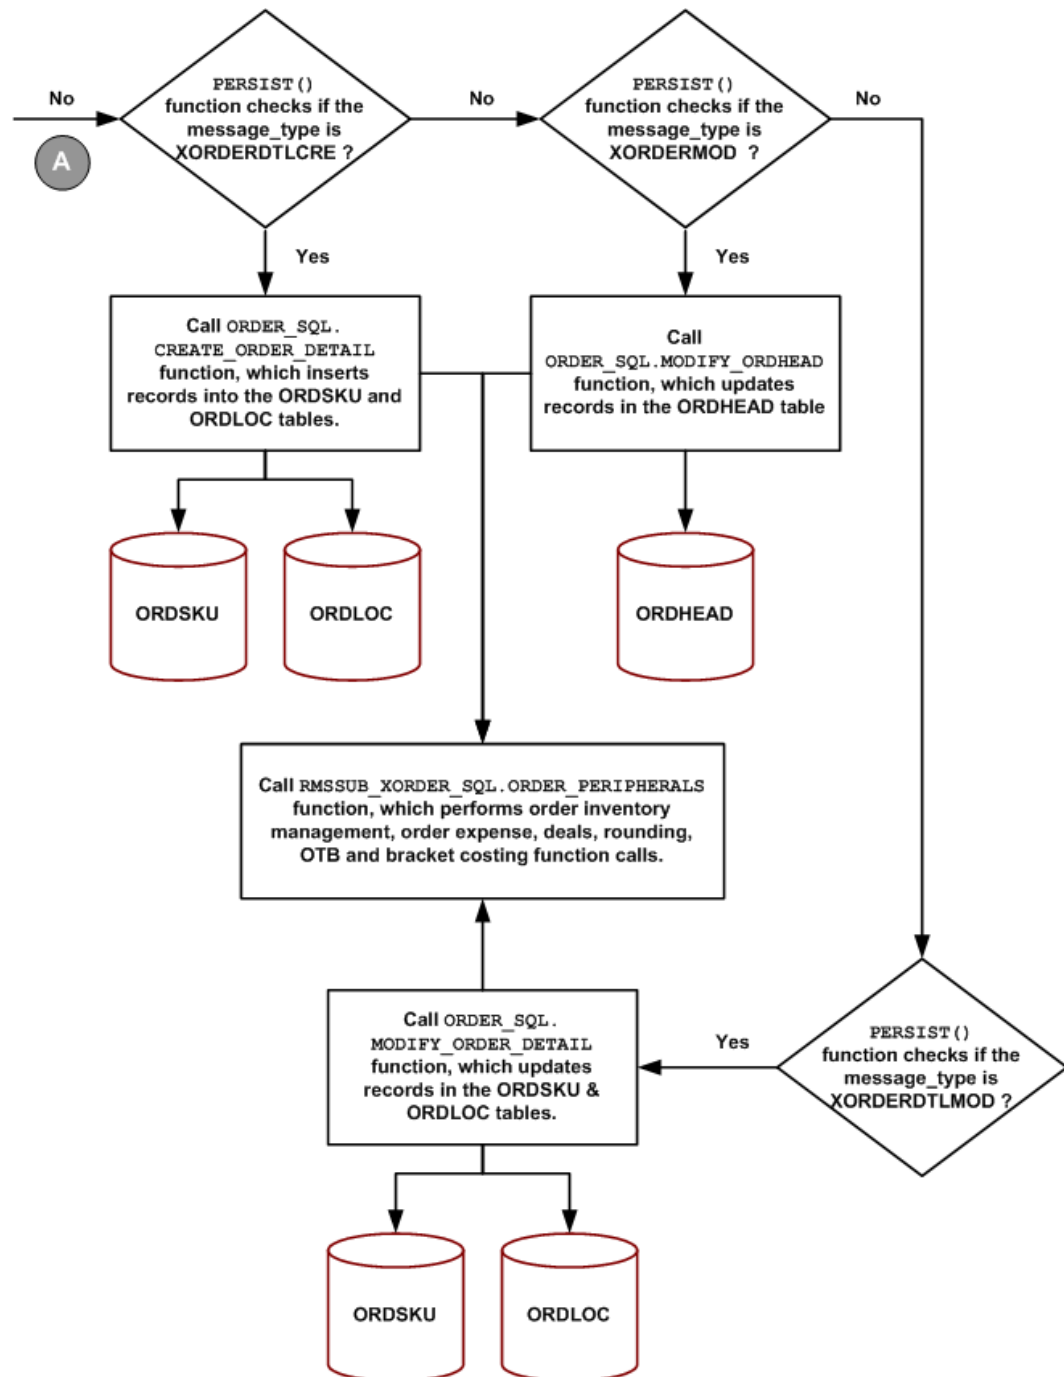 No
A
PERSIST()
function checks if the
message_type is
XORDERDTLCRE ?
No
PERSIST()
function checks if the
message_type is
XORDERMOD ?
No
Yes
Yes
Call ORDER_SQL.
CREATE_ORDER_DETAIL
function, which inserts
records into the ORDSKU and
ORDLOC tables.
Call
ORDER_SQL.MODIFY_ORDHEAD
function, which updates
records in the ORDHEAD table
ORDSKU
ORDLOC
ORDHEAD
Call RMSSUB_XORDER_SQL.ORDER_PERIPHERALS
function, which performs order inventory
management, order expense, deals, rounding,
OTB and bracket costing function calls.
PERSIST()
function checks if the
message_type is
XORDERDTLMOD ?
Yes
Call ORDER_SQL.
MODIFY_ORDER_DETAIL
function, which updates
records in the ORDSKU &
ORDLOC tables.
ORDSKU
ORDLOC